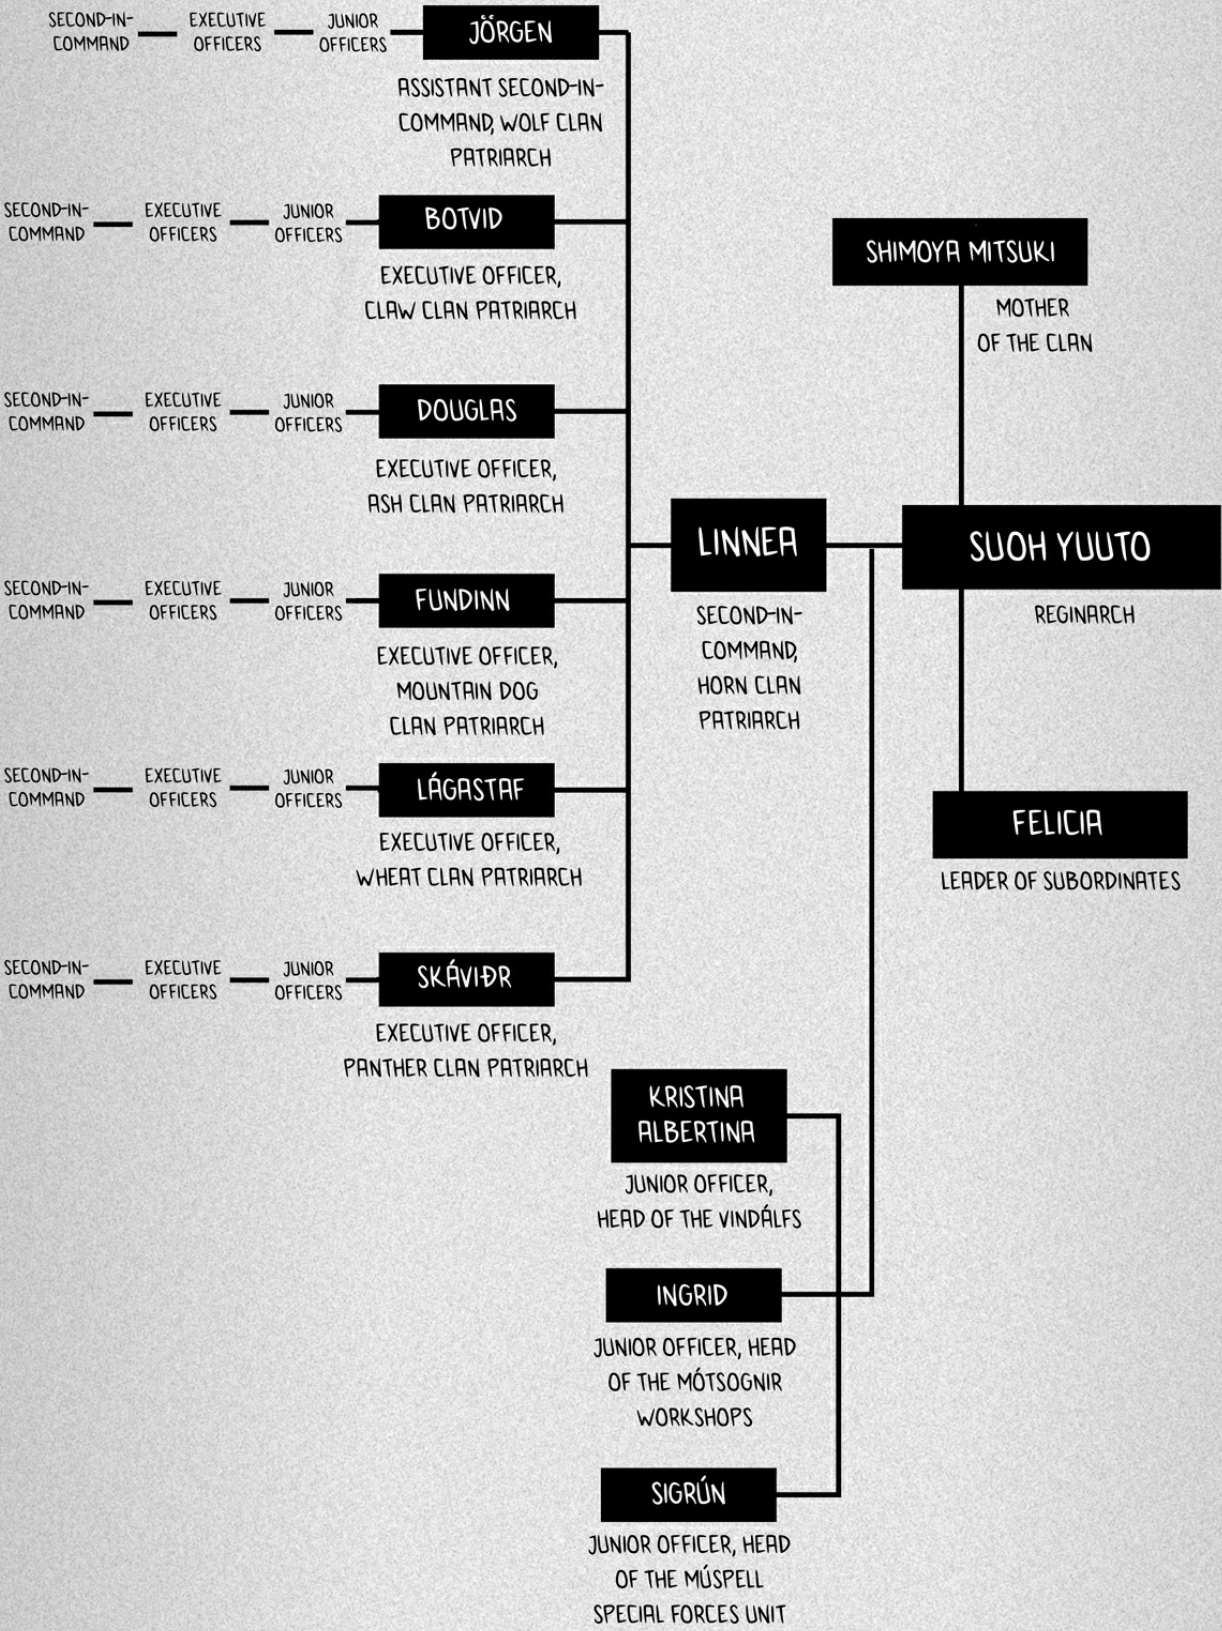 SECOND-IN-
COMMAND
EXECUTIVE
OFFICERS
JUNIOR
OFFICERS
JÖRGEN
ASSISTANT SECOND-IN-
COMMAND, WOLF CLAN
PATRIARCH
SECOND-IN-
COMMAND
EXECUTIVE
OFFICERS
JUNIOR
OFFICERS
BOTVID
EXECUTIVE OFFICER,
CLAW CLAN PATRIARCH
SHIMOYA MITSUKI
MOTHER
OF THE CLAN
SECOND-IN-
COMMAND
EXECUTIVE
OFFICERS
JUNIOR
OFFICERS
DOUGLAS
EXECUTIVE OFFICER,
ASH CLAN PATRIARCH
LINNEA
SECOND-IN-
COMMAND,
HORN CLAN
PATRIARCH
SUOH YUUTO
REGINARCH
SECOND-IN-
COMMAND
EXECUTIVE
OFFICERS
JUNIOR
OFFICERS
FUNDINN
EXECUTIVE OFFICER,
MOUNTAIN DOG
CLAN PATRIARCH
SECOND-IN-
COMMAND
EXECUTIVE
OFFICERS
JUNIOR
OFFICERS
LÁGASTAF
EXECUTIVE OFFICER,
WHEAT CLAN PATRIARCH
FELICIA
LEADER OF SUBORDINATES
SECOND-IN-
COMMAND
EXECUTIVE
OFFICERS
JUNIOR
OFFICERS
SKÁVIÐR
EXECUTIVE OFFICER,
PANTHER CLAN PATRIARCH
KRISTINA
ALBERTINA
JUNIOR OFFICER,
HEAD OF THE VINDÁLFS
INGRID
JUNIOR OFFICER, HEAD
OF THE MÓTSOGNIR
WORKSHOPS
SIGRÚN
JUNIOR OFFICER, HEAD
OF THE MÚSPELL
SPECIAL FORCES UNIT